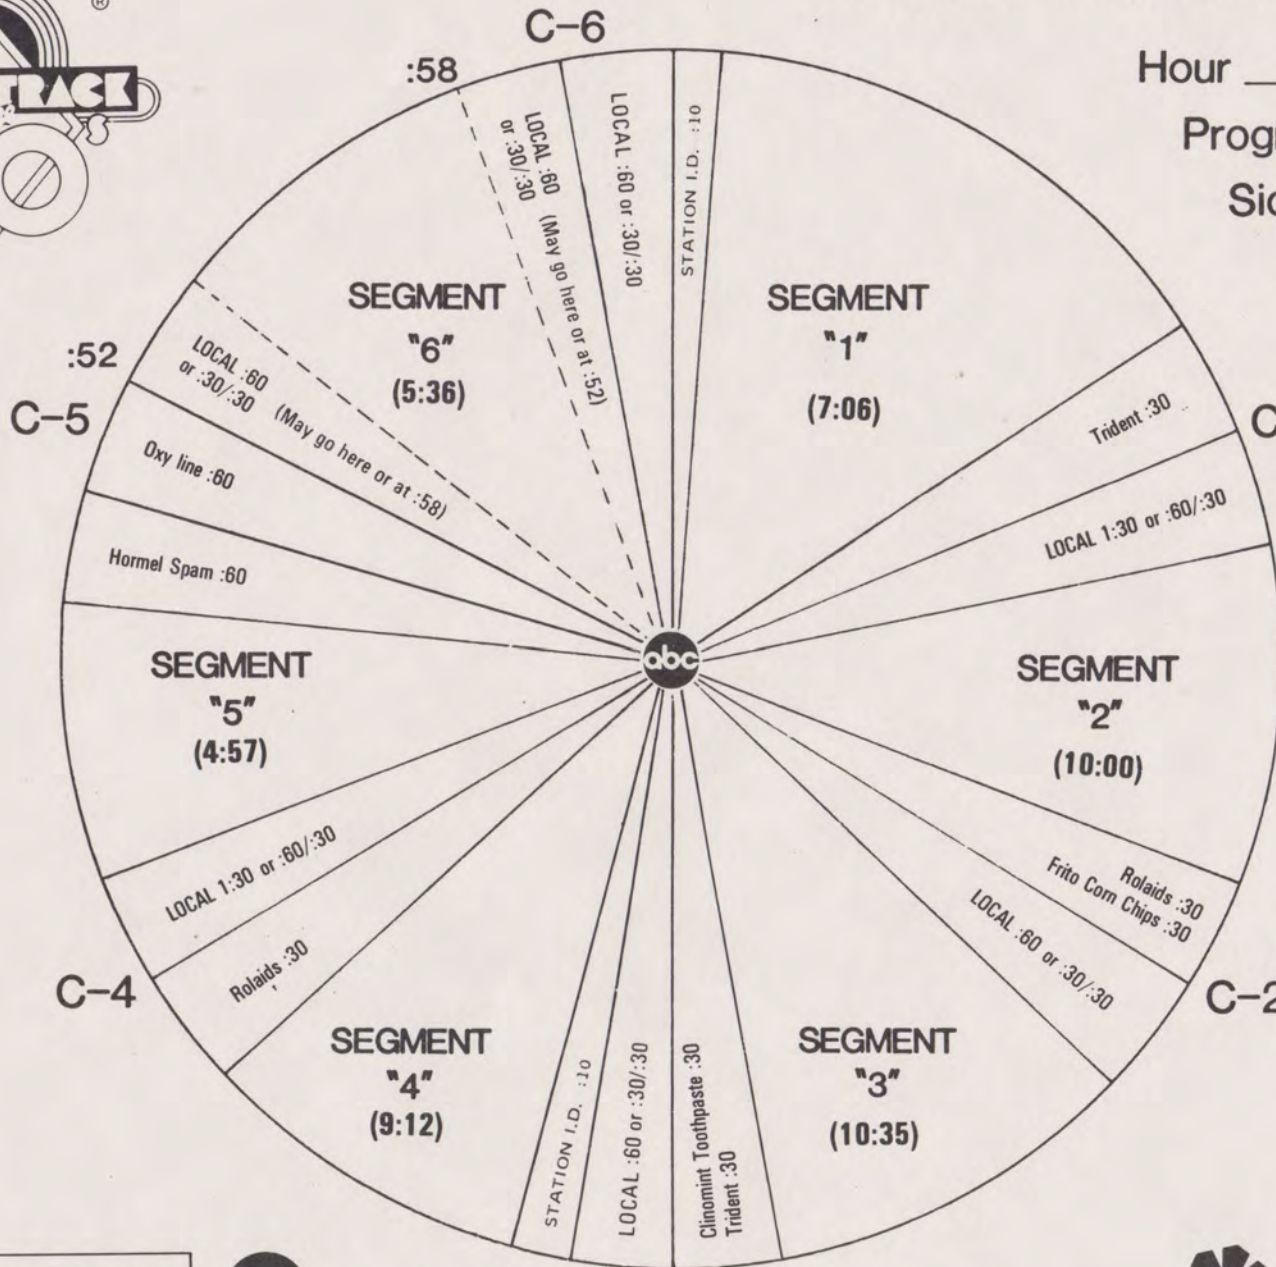 ®
TRACK
C-6
:58
Hour
LOCAL :60
or :30/:30 (May go here or at :52)
LOCAL :60 or :30/:30
STATION I.D. :10
SEGMENT
"1"
(7:06)
Trident :30
LOCAL 1:30 or :60/:30
SEGMENT
"2"
(10:00)
Rolaids :30
Frito Corn Chips :30
C-2
LOCAL :60 or :30/:30
SEGMENT
"3"
(10:35)
Clinomint Toothpaste :30
Trident :30
LOCAL :60 or :30/:30
STATION I.D. :10
SEGMENT
"4"
(9:12)
Rolaids :30
C-4
LOCAL 1:30 or :60/:30
SEGMENT
"5"
(4:57)
Hormel Spam :60
Oxy line :60
C-5
:52
LOCAL :60
or :30/:30 (May go here or at :58)
SEGMENT
"6"
(5:36)
abc